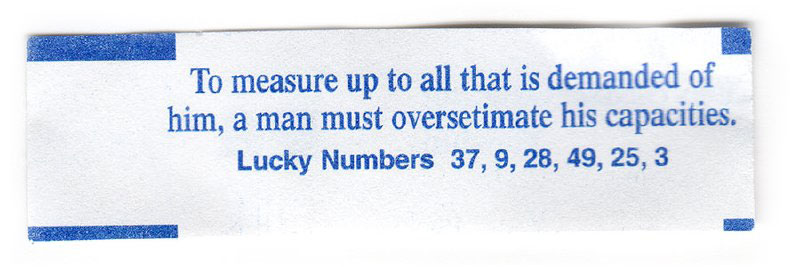 To measure up to all that is demanded of
him, a man must oversetimate his capacities.
Lucky Numbers 37, 9, 28, 49, 25, 3